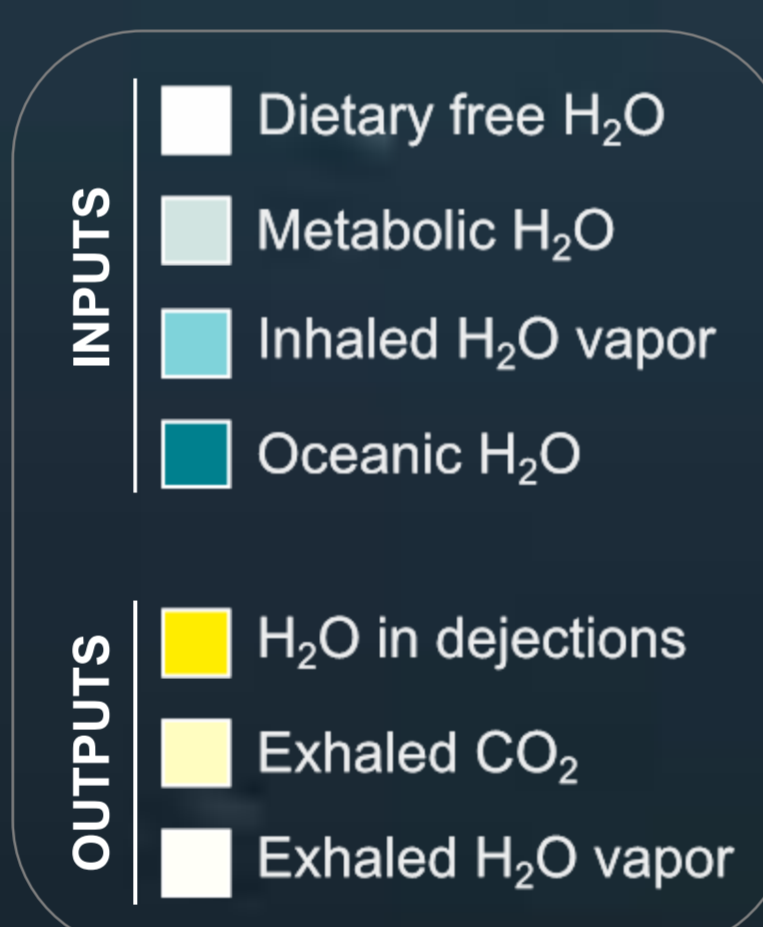 INPUTS
Dietary free H₂O
Metabolic H₂O
Inhaled H₂O vapor
Oceanic H₂O
OUTPUTS
H₂O in dejections
Exhaled CO₂
Exhaled H₂O vapor